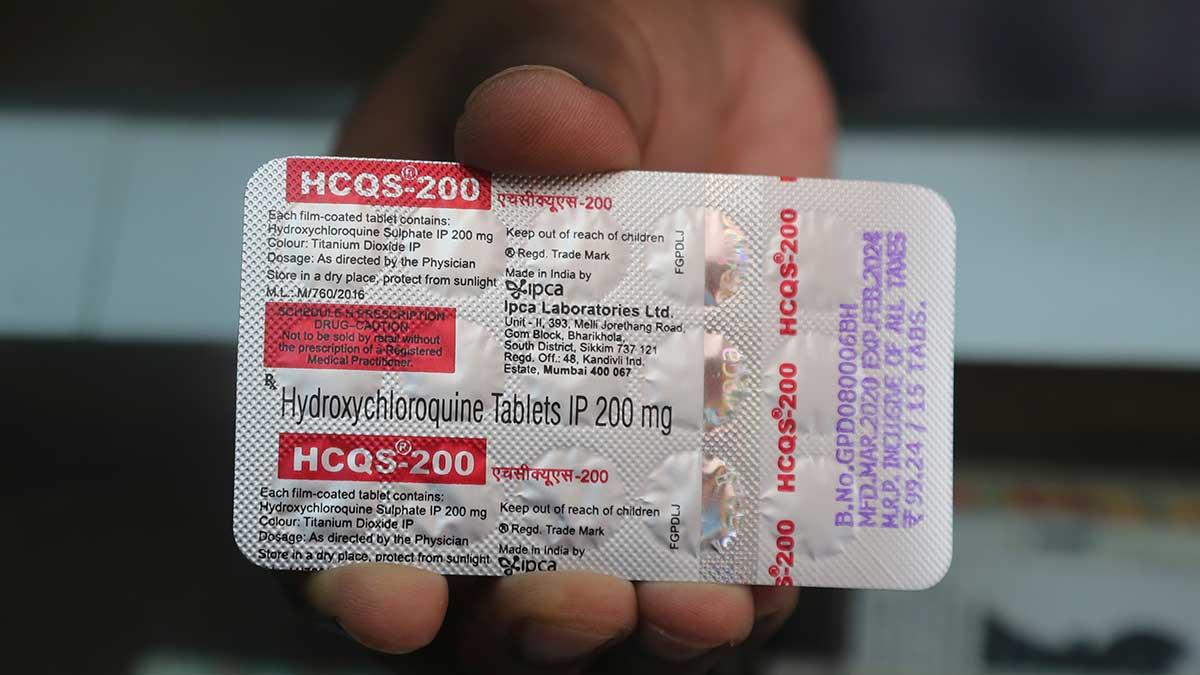 HCQS®-200 एचसीक्यूएस-200
Each film-coated tablet contains:
Hydroxychloroquine Sulphate IP 200 mg
Colour: Titanium Dioxide IP
Dosage: As directed by the Physician
Store in a dry place, protect from sunlight
M.L.: M/760/2016
SCHEDULE H PRESCRIPTION
DRUG-CAUTION
Not to be sold by retail without
the prescription of a Registered
Medical Practitioner.
Keep out of reach of children
® Regd. Trade Mark
Made in India by
ipca
Ipca Laboratories Ltd.
Unit - II, 393, Melli Jorethang Road,
Gom Block, Bharikhola,
South District, Sikkim 737 121
Regd. Off.: 48, Kandivli Ind.
Estate, Mumbai 400 067
FGPDLJ
Rx
Hydroxychloroquine Tablets IP 200 mg
HCQS®-200 एचसीक्यूएस-200
Each film-coated tablet contains:
Hydroxychloroquine Sulphate IP 200 mg
Colour: Titanium Dioxide IP
Dosage: As directed by the Physician
Store in a dry place, protect from sunlight
Keep out of reach of children
® Regd. Trade Mark
Made in India by
ipca
FGPDLJ
ipca
HCQS®-200
HCQS®-200
S-200
B.No.GPD080006BH
MFD.MAR.2020 EXP.FEB.2024
M.R.P. INCLUSIVE OF ALL TAXES
₹ 99.24 / 15 TABS.